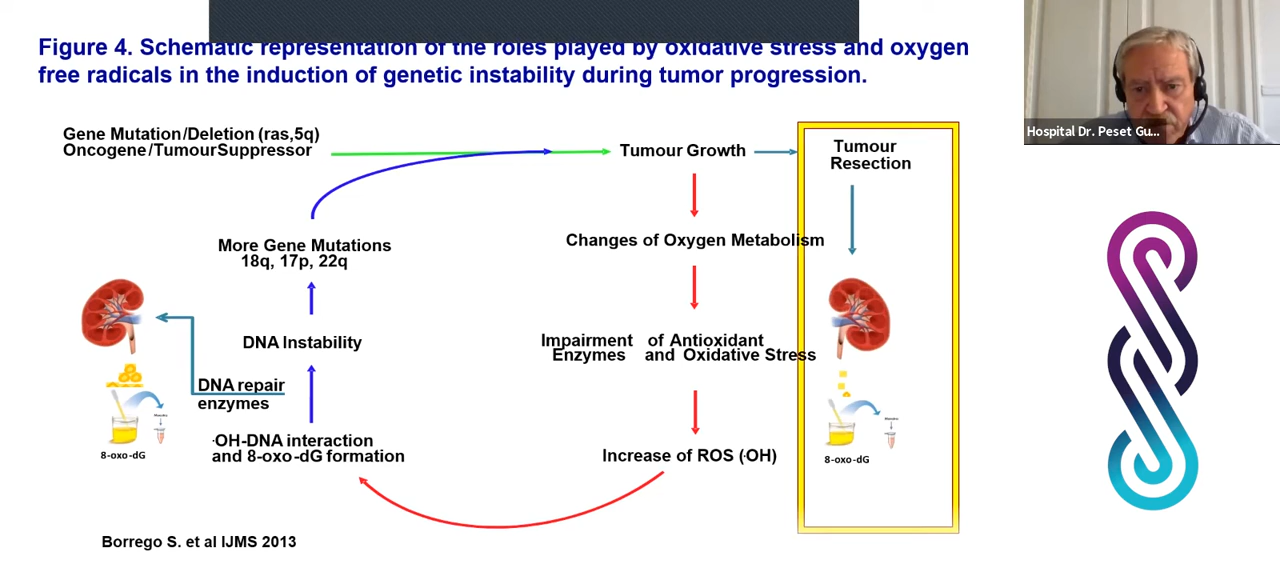 Figure 4. Schematic representation of the roles played by oxidative stress and oxygen
free radicals in the induction of genetic instability during tumor progression.
Hospital Dr. Peset Gu...
Gene Mutation/Deletion (ras,5q)
Oncogene/TumourSuppressor
Tumour Growth
Tumour
Resection
More Gene Mutations
18q, 17p, 22q
Changes of Oxygen Metabolism
DNA Instability
Impairment of Antioxidant
Enzymes and Oxidative Stress
DNA repair
enzymes
·OH-DNA interaction
and 8-oxo-dG formation
Increase of ROS (·OH)
8-oxo-dG
8-oxo-dG
Borrego S. et al IJMS 2013